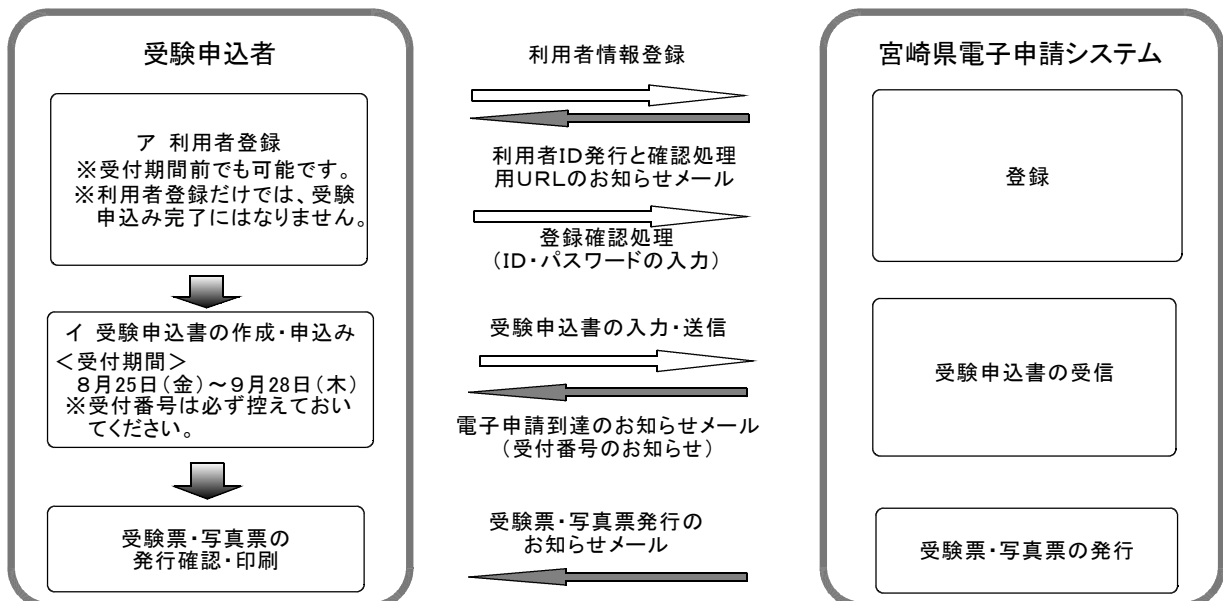 受験申込者
ア 利用者登録
※受付期間前でも可能です。
※利用者登録だけでは、受験
申込み完了にはなりません。
イ 受験申込書の作成・申込み
＜受付期間＞
8月25日(金)～9月28日(木)
※受付番号は必ず控えておい
てください。
受験票・写真票の
発行確認・印刷
利用者情報登録
利用者ID発行と確認処理
用URLのお知らせメール
登録確認処理
(ID・パスワードの入力)
受験申込書の入力・送信
電子申請到達のお知らせメール
(受付番号のお知らせ)
受験票・写真票発行の
お知らせメール
宮崎県電子申請システム
登録
受験申込書の受信
受験票・写真票の発行